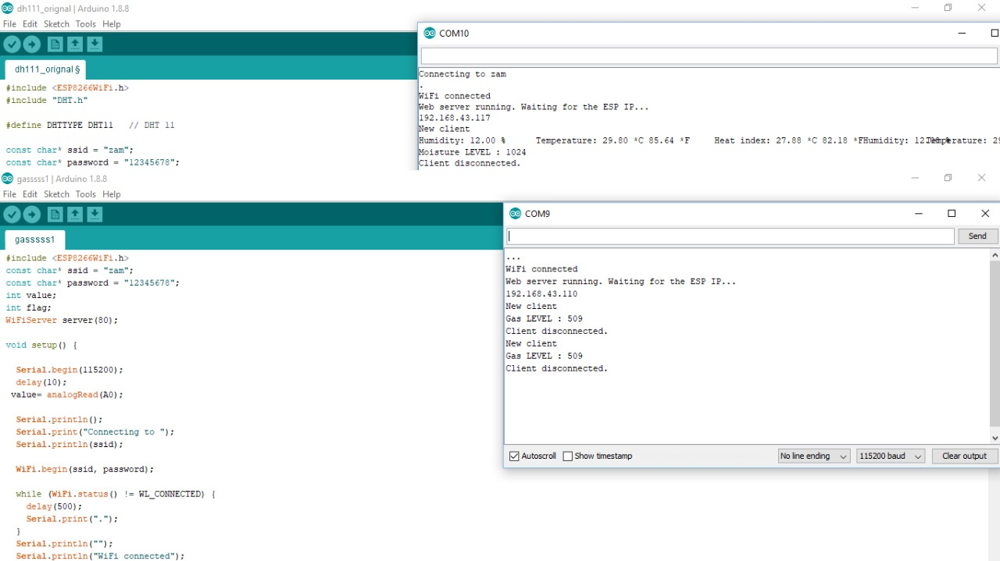 dh111_orignal | Arduino 1.8.8
File Edit Sketch Tools Help
dh111_orignal §
#include <ESP8266WiFi.h>
#include "DHT.h"
#define DHTTYPE DHT11   // DHT 11
const char* ssid = "zam";
const char* password = "12345678";
COM10
Connecting to zam
.
WiFi connected
Web server running. Waiting for the ESP IP...
192.168.43.117
New client
Humidity: 12.00 %      Temperature: 29.80 *C 85.64 *F     Heat index: 27.88 *C 82.18 *FHumidity: 12 Temperature: 29
Moisture LEVEL : 1024
Client disconnected.
gasssss1 | Arduino 1.8.8
File Edit Sketch Tools Help
gasssss1
#include <ESP8266WiFi.h>
const char* ssid = "zam";
const char* password = "12345678";
int value;
int flag;
WiFiServer server(80);
void setup() {
  Serial.begin(115200);
  delay(10);
 value= analogRead(A0);
  Serial.println();
  Serial.print("Connecting to ");
  Serial.println(ssid);
  WiFi.begin(ssid, password);
  while (WiFi.status() != WL_CONNECTED) {
    delay(500);
    Serial.print(".");
  }
  Serial.println("");
  Serial.println("WiFi connected");
COM9
Send
...
WiFi connected
Web server running. Waiting for the ESP IP...
192.168.43.110
New client
Gas LEVEL : 509
Client disconnected.
New client
Gas LEVEL : 509
Client disconnected.
Autoscroll Show timestamp No line ending 115200 baud Clear output